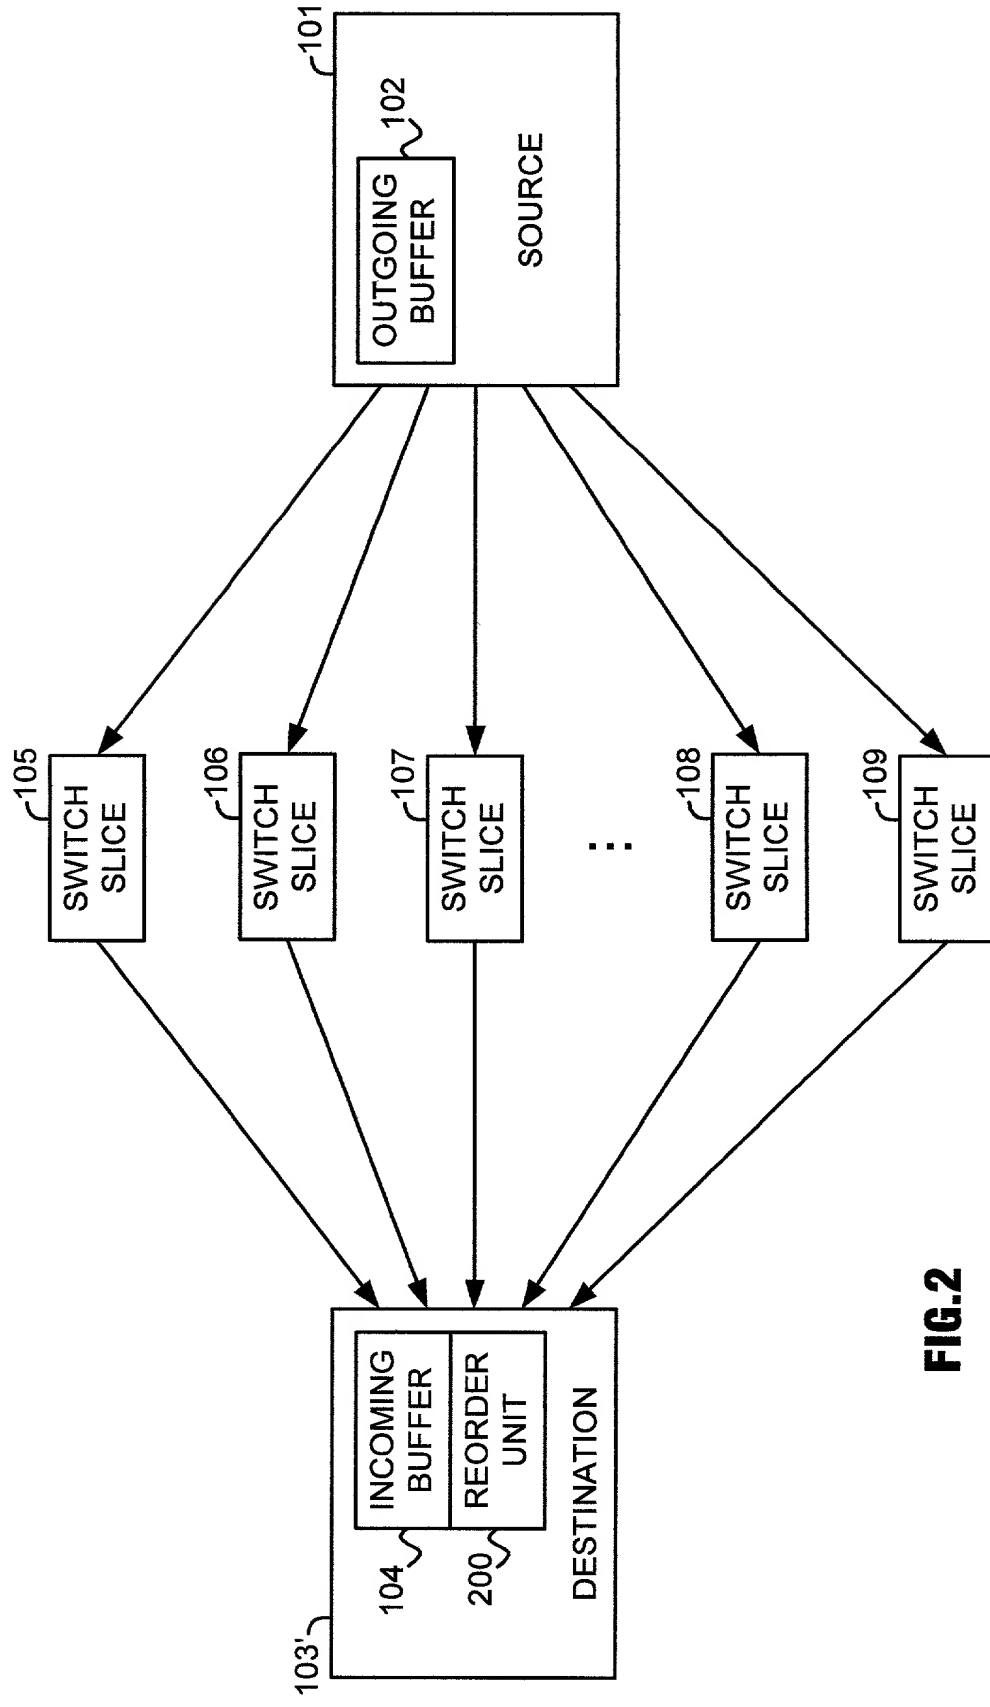 103'
104
INCOMING
BUFFER
200
REORDER
UNIT
DESTINATION
105
SWITCH
SLICE
106
SWITCH
SLICE
107
SWITCH
SLICE
...
108
SWITCH
SLICE
109
SWITCH
SLICE
101
102
OUTGOING
BUFFER
SOURCE
FIG.2